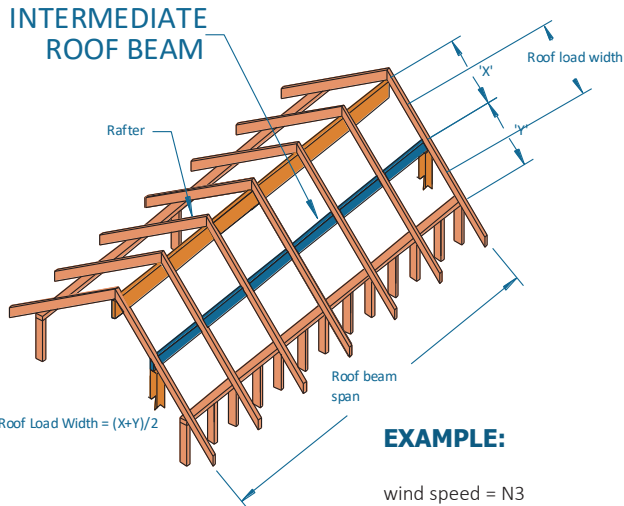 INTERMEDIATE
ROOF BEAM
'X'
Roof load width
Rafter
'Y'
Roof beam
span
Roof Load Width = (X+Y)/2
EXAMPLE:
wind speed = N3